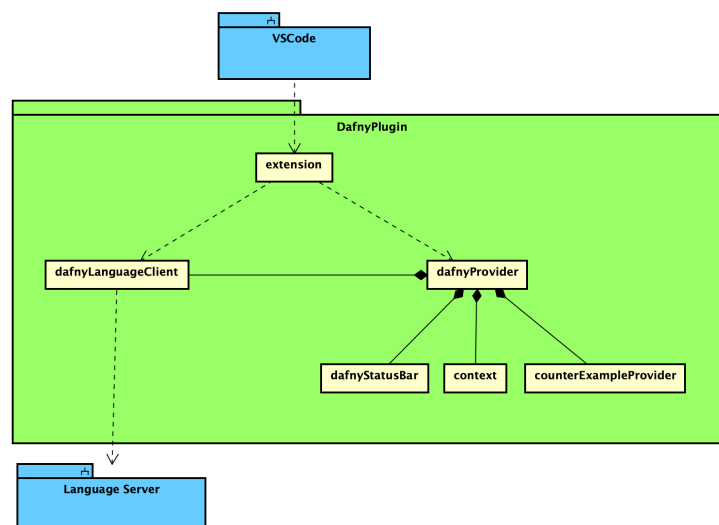 VSCode
DafnyPlugin
extension
dafnyLanguageClient
dafnyProvider
dafnyStatusBar
context
counterExampleProvider
Language Server